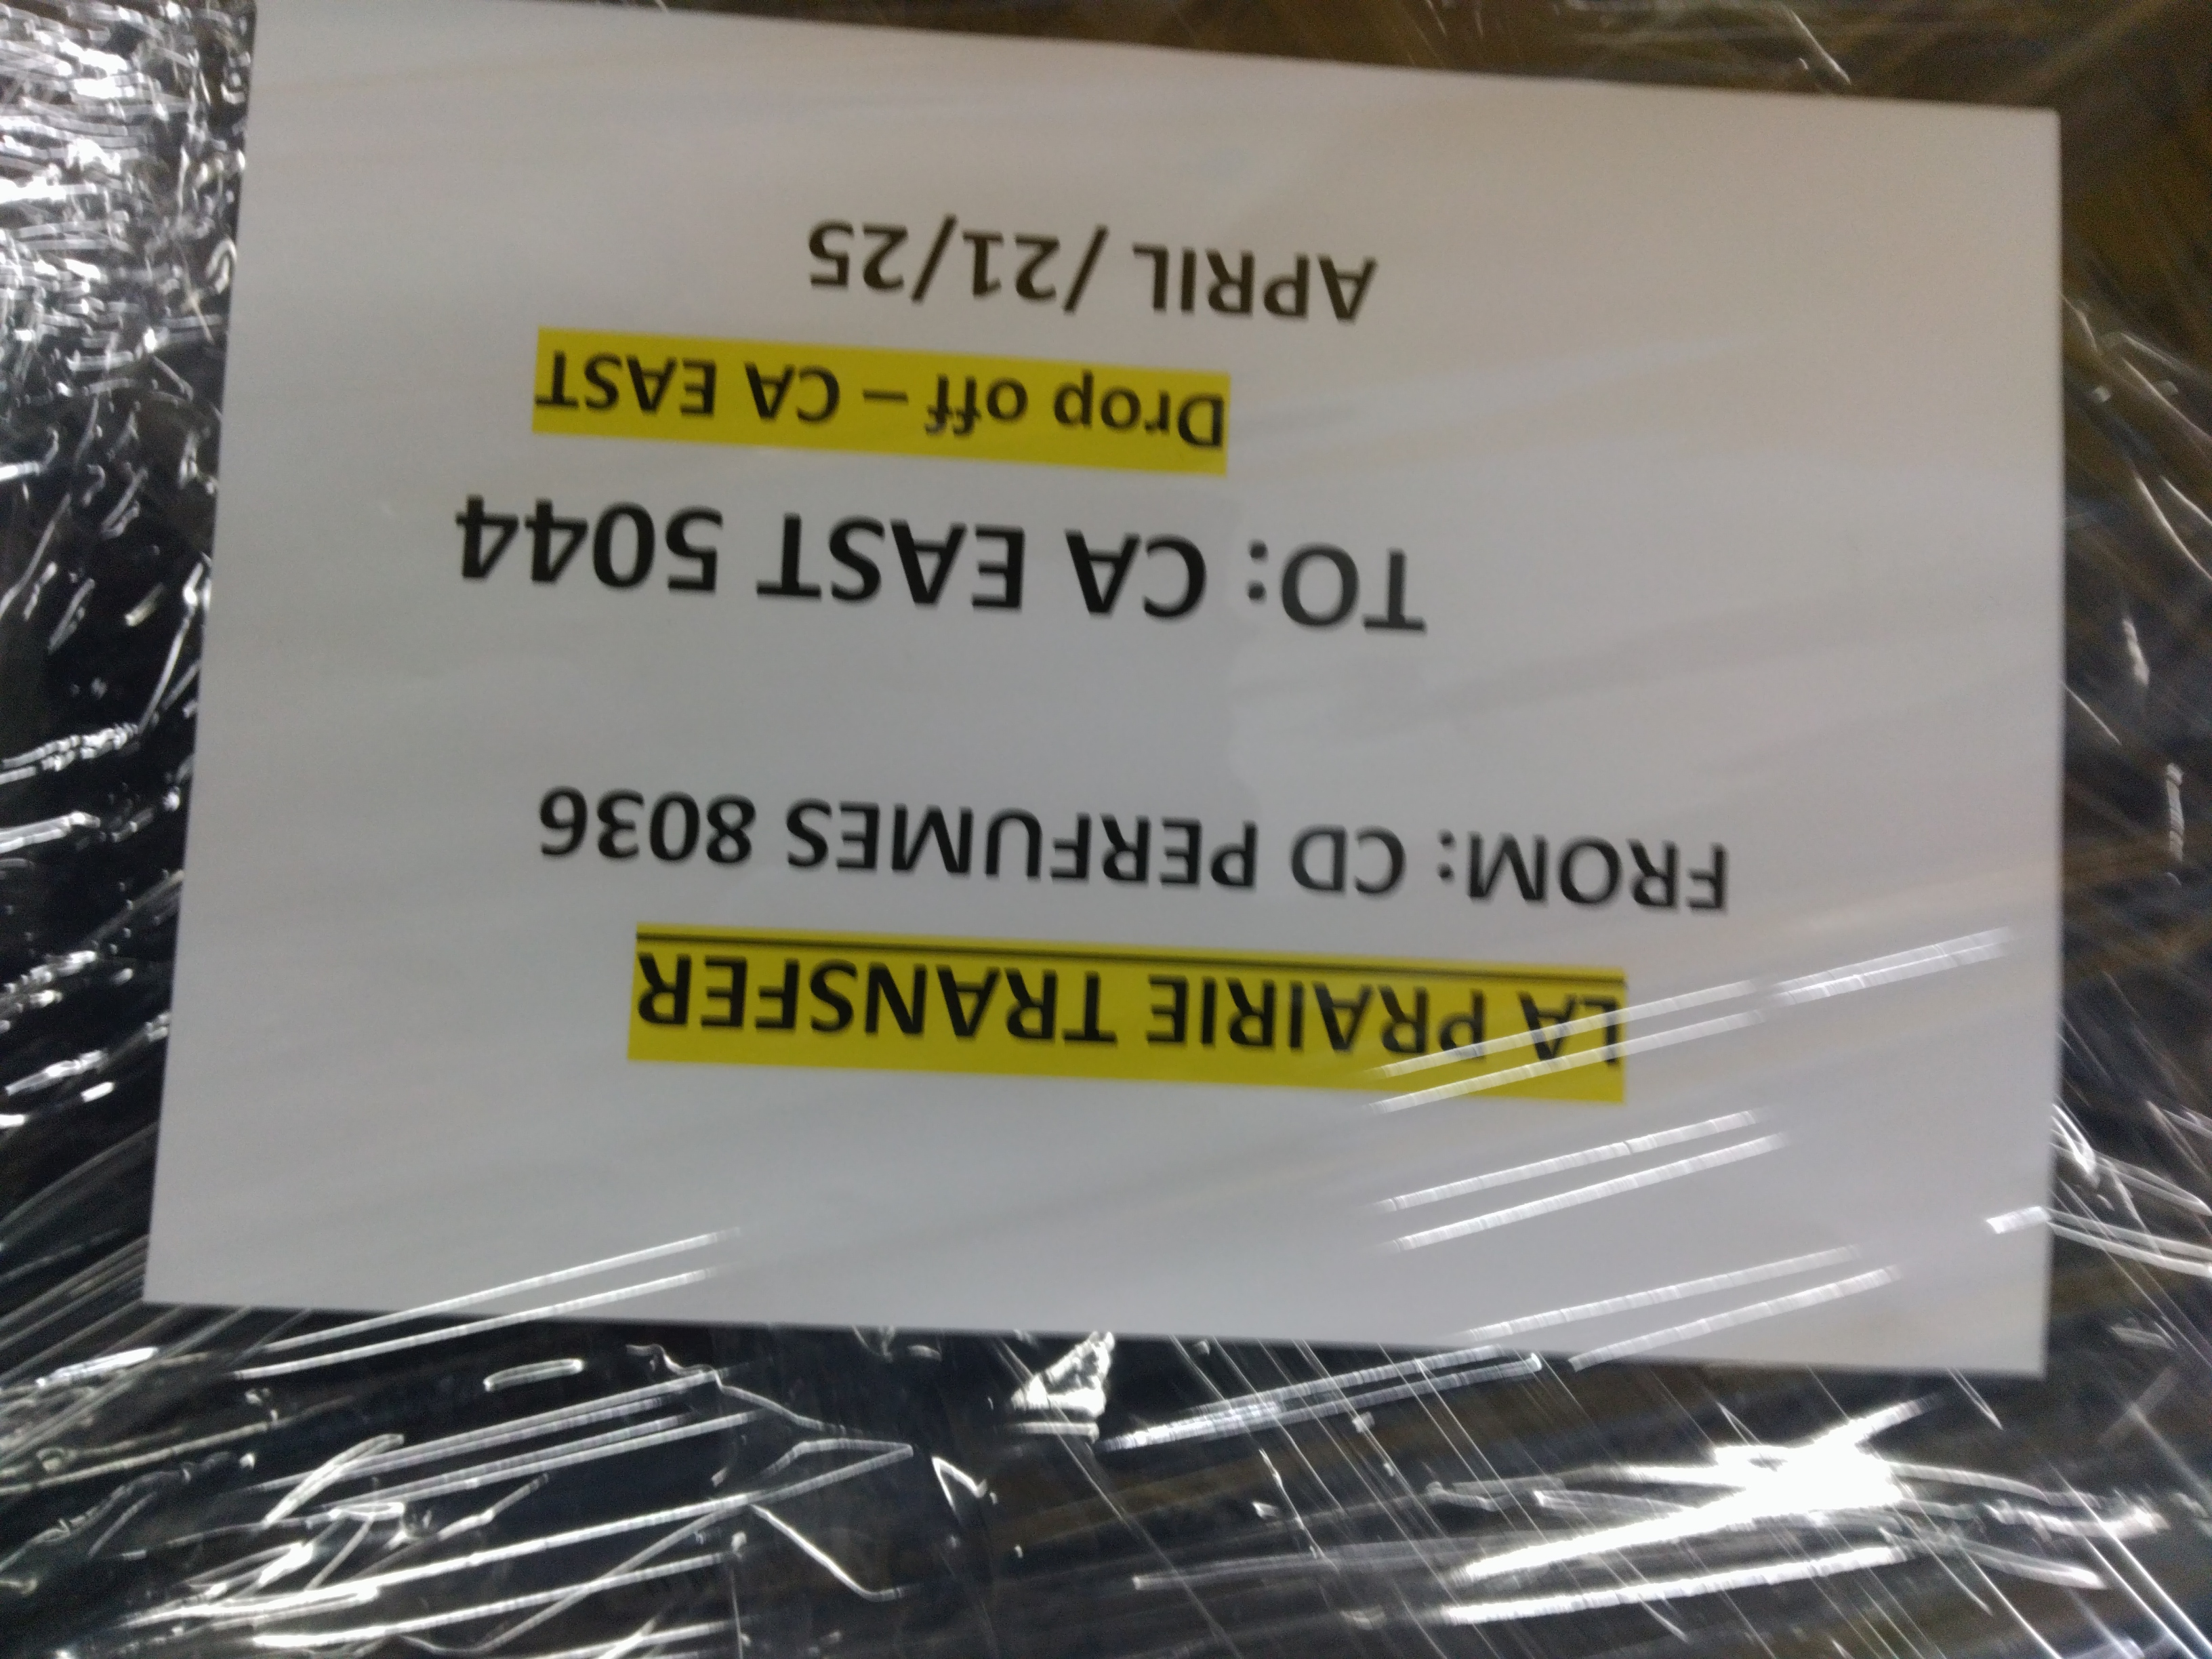 LA PRAIRIE TRANSFER
FROM: CD PERFUMES 8036
TO: CA EAST 5044
Drop off – CA EAST
APRIL /21/25